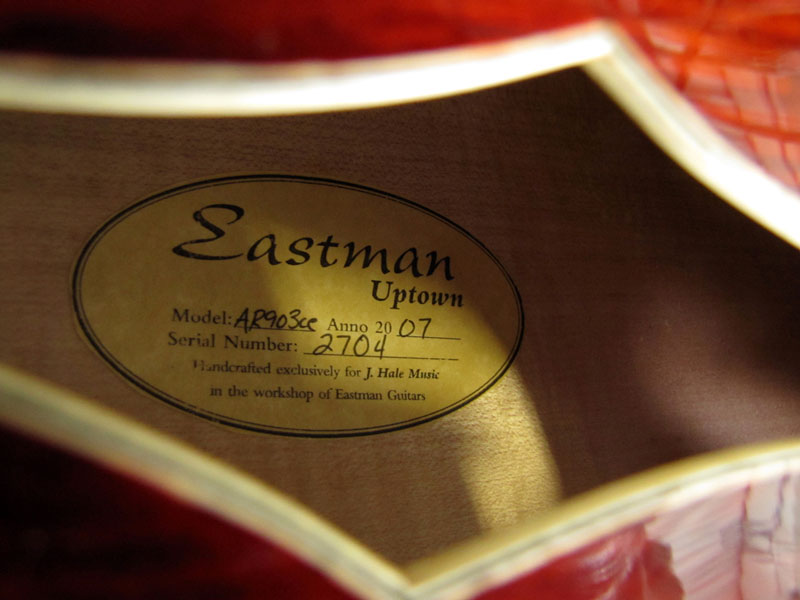 Eastman
Uptown
Model: AR903ce Anno 2007
Serial Number: 2704
Handcrafted exclusively for J. Hale Music
in the workshop of Eastman Guitars